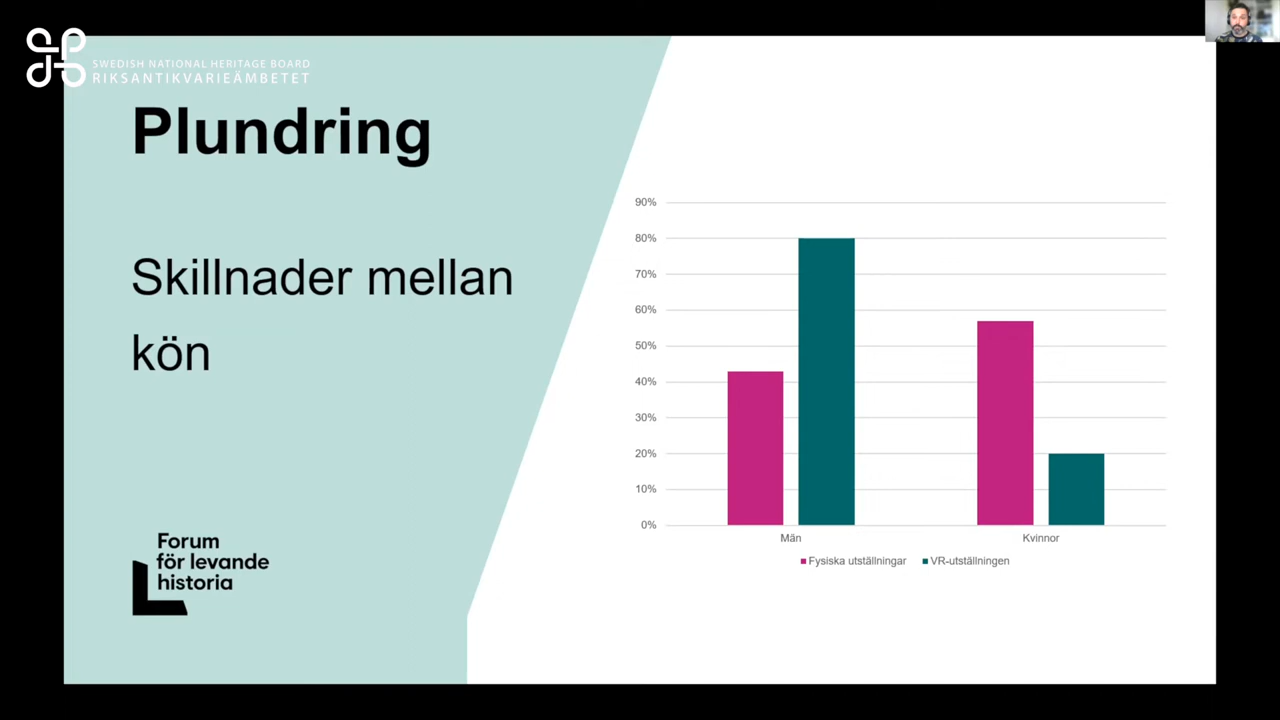 SWEDISH NATIONAL HERITAGE BOARD
RIKSANTIKVARIEÄMBETET
Plundring
Skillnader mellan
kön
Forum
för levande
historia
90%
80%
70%
60%
50%
40%
30%
20%
10%
0%
Män
Kvinnor
Fysiska utställningar
VR-utställningen